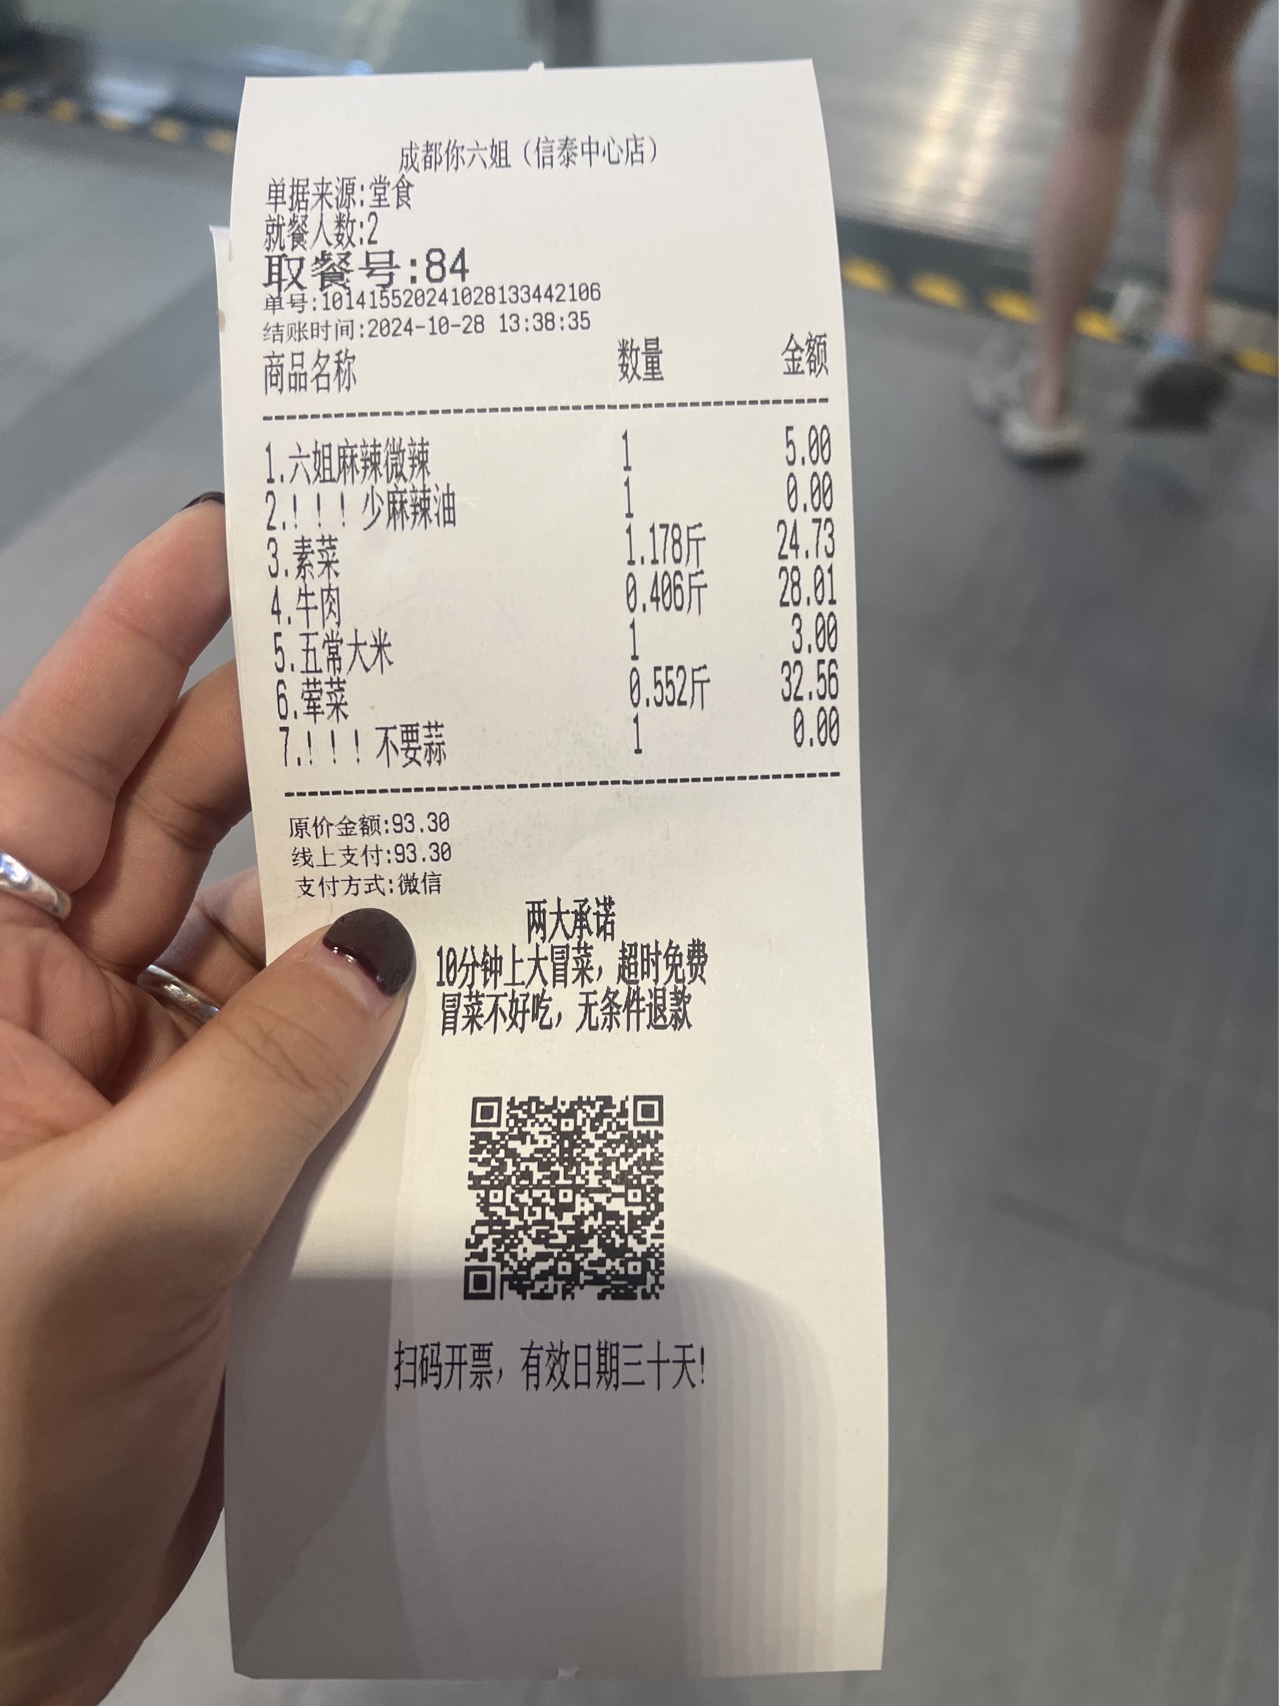 成都你六姐（信泰中心店）
单据来源:堂食
就餐人数:2
取餐号:84
单号:101415520241028133442106
结账时间:2024-10-28 13:38:35
商品名称 数量 金额
1.六姐麻辣微辣 1 5.00
2.！！！少麻辣油 1 0.00
3.素菜 1.178斤 24.73
4.牛肉 0.406斤 28.01
5.五常大米 1 3.00
6.荤菜 0.552斤 32.56
7.！！！不要蒜 1 0.00
原价金额:93.30
线上支付:93.30
支付方式:微信
两大承诺
10分钟上大冒菜，超时免费
冒菜不好吃，无条件退款
扫码开票，有效日期三十天!